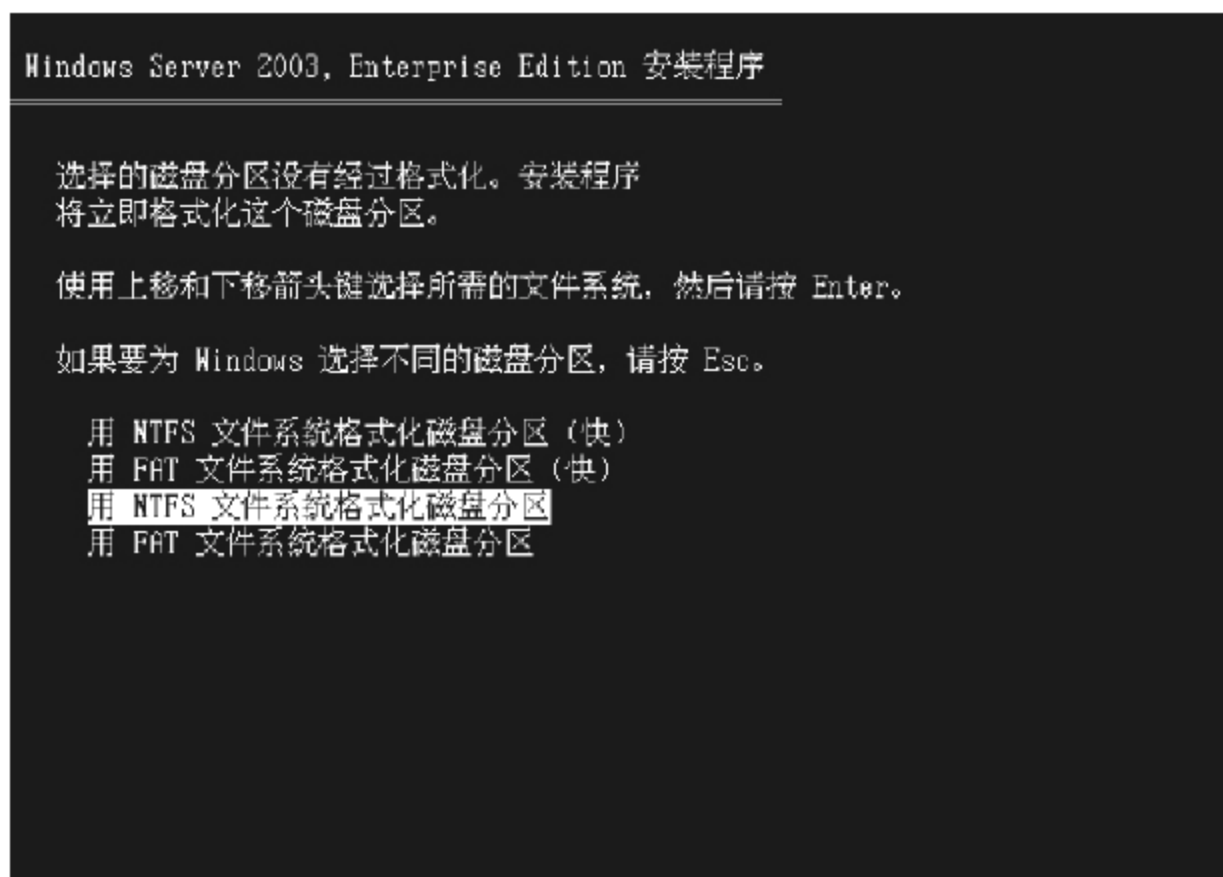 Windows Server 2003, Enterprise Edition 安装程序
选择的磁盘分区没有经过格式化。安装程序
将立即格式化这个磁盘分区。
使用上移和下移箭头键选择所需的文件系统，然后请按 Enter。
如果要为 Windows 选择不同的磁盘分区，请按 Esc。
用 NTFS 文件系统格式化磁盘分区（快）
用 FAT 文件系统格式化磁盘分区（快）
用 NTFS 文件系统格式化磁盘分区
用 FAT 文件系统格式化磁盘分区